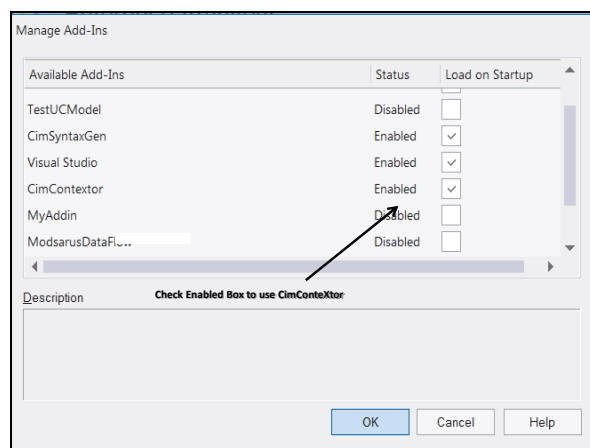 Manage Add-Ins
Available Add-Ins Status Load on Startup
TestUCModel Disabled
CimSyntaxGen Enabled
Visual Studio Enabled
CimContextor Enabled
MyAddin Disabled
ModsarusDataFlow Disabled
Description
Check Enabled Box to use CimConteXtor
OK Cancel Help